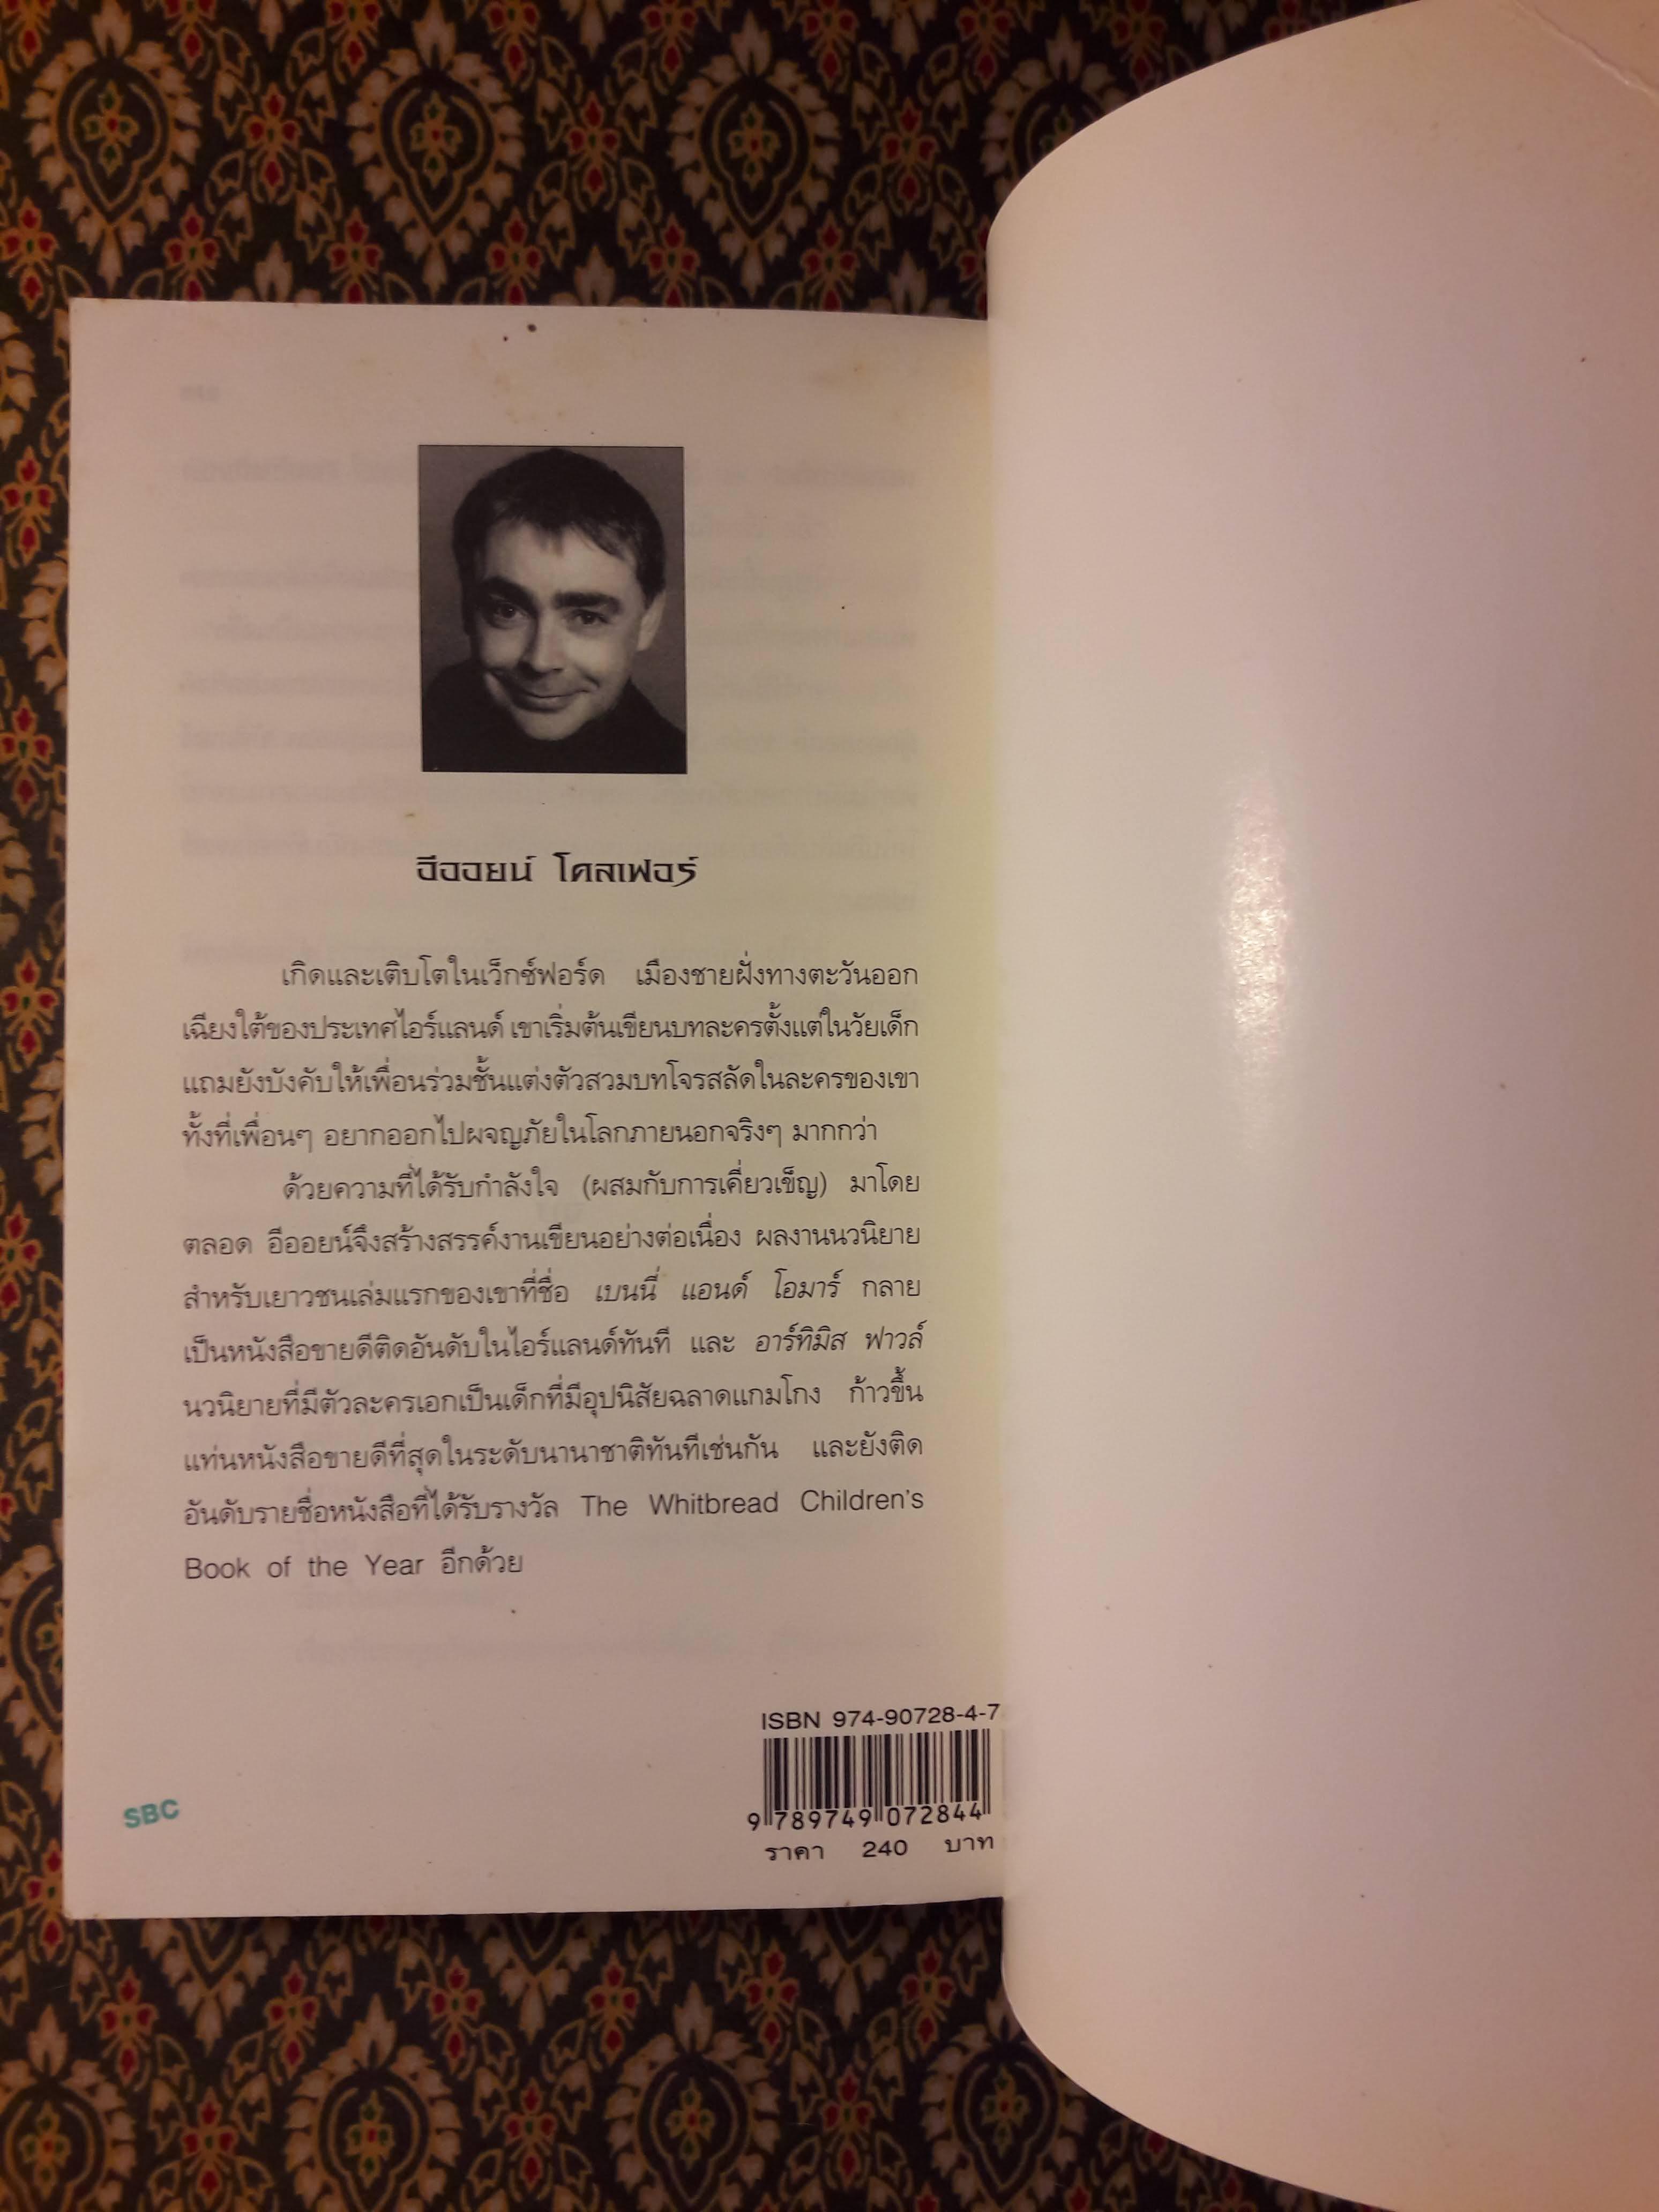 อีออยน์ โคลเฟอร์
เกิดและเติบโตในเว็กซ์ฟอร์ด เมืองชายฝั่งทางตะวันออก
เฉียงใต้ของประเทศไอร์แลนด์ เขาเริ่มต้นเขียนบทละครตั้งแต่ในวัยเด็ก
แถมยังบังคับให้เพื่อนร่วมชั้นแต่งตัวสวมบทโจรสลัดในละครของเขา
ทั้งที่เพื่อนๆ อยากออกไปผจญภัยในโลกภายนอกจริงๆ มากกว่า
ด้วยความที่ได้รับกำลังใจ (ผสมกับการเคี่ยวเข็ญ) มาโดย
ตลอด อีออยน์จึงสร้างสรรค์งานเขียนอย่างต่อเนื่อง ผลงานนวนิยาย
สำหรับเยาวชนเล่มแรกของเขาที่ชื่อ เบนนี่ แอนด์ โอมาร์ กลาย
เป็นหนังสือขายดีติดอันดับในไอร์แลนด์ทันที และ อาร์ทิมิส ฟาวล์
นวนิยายที่มีตัวละครเอกเป็นเด็กที่มีอุปนิสัยฉลาดแกมโกง ก้าวขึ้น
แท่นหนังสือขายดีที่สุดในระดับนานาชาติทันทีเช่นกัน และยังติด
อันดับรายชื่อหนังสือที่ได้รับรางวัล The Whitbread Children's
Book of the Year อีกด้วย
ISBN 974-90728-4-7
9 789749 072844
ราคา 240 บาท
SBC